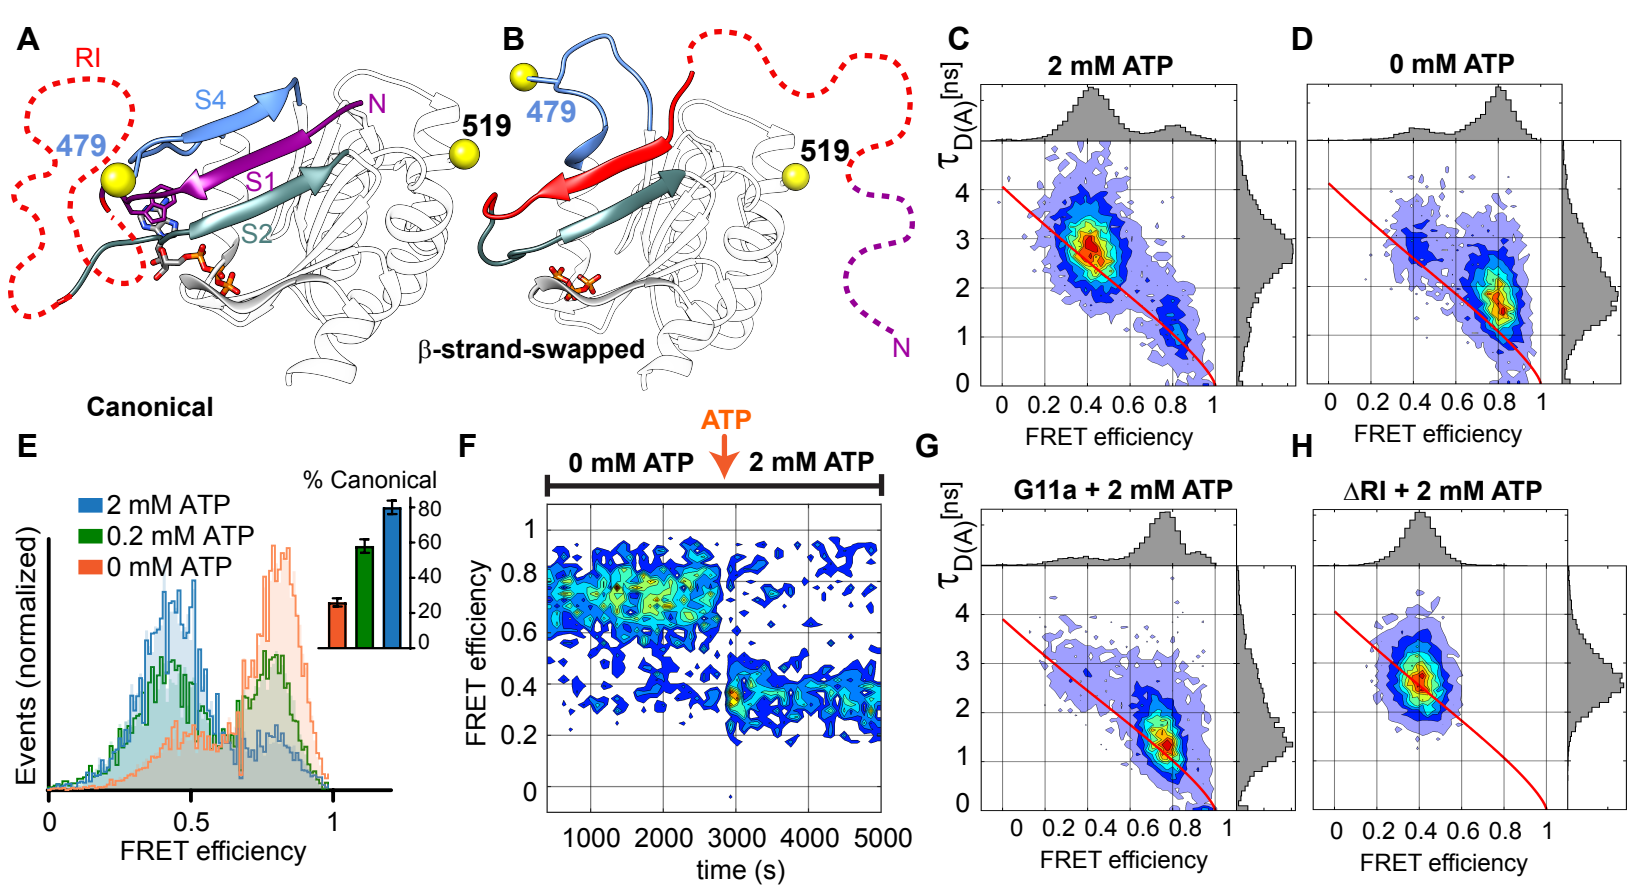 A
RI
S4
N
479
519
S1
S2
Canonical
B
479
519
N
β-strand-swapped
C
2 mM ATP
τD(A)[ns]
4
3
2
1
0
0 0.2 0.4 0.6 0.8 1
FRET efficiency
D
0 mM ATP
0 0.2 0.4 0.6 0.8 1
FRET efficiency
E
2 mM ATP
0.2 mM ATP
0 mM ATP
% Canonical
80
60
40
20
0
Events (normalized)
0 0.5 1
FRET efficiency
F
ATP
0 mM ATP 2 mM ATP
FRET efficiency
1
0.8
0.6
0.4
0.2
0
1000 2000 3000 4000 5000
time (s)
G
G11a + 2 mM ATP
τD(A)[ns]
4
3
2
1
0
0 0.2 0.4 0.6 0.8 1
FRET efficiency
H
ΔRI + 2 mM ATP
0 0.2 0.4 0.6 0.8 1
FRET efficiency